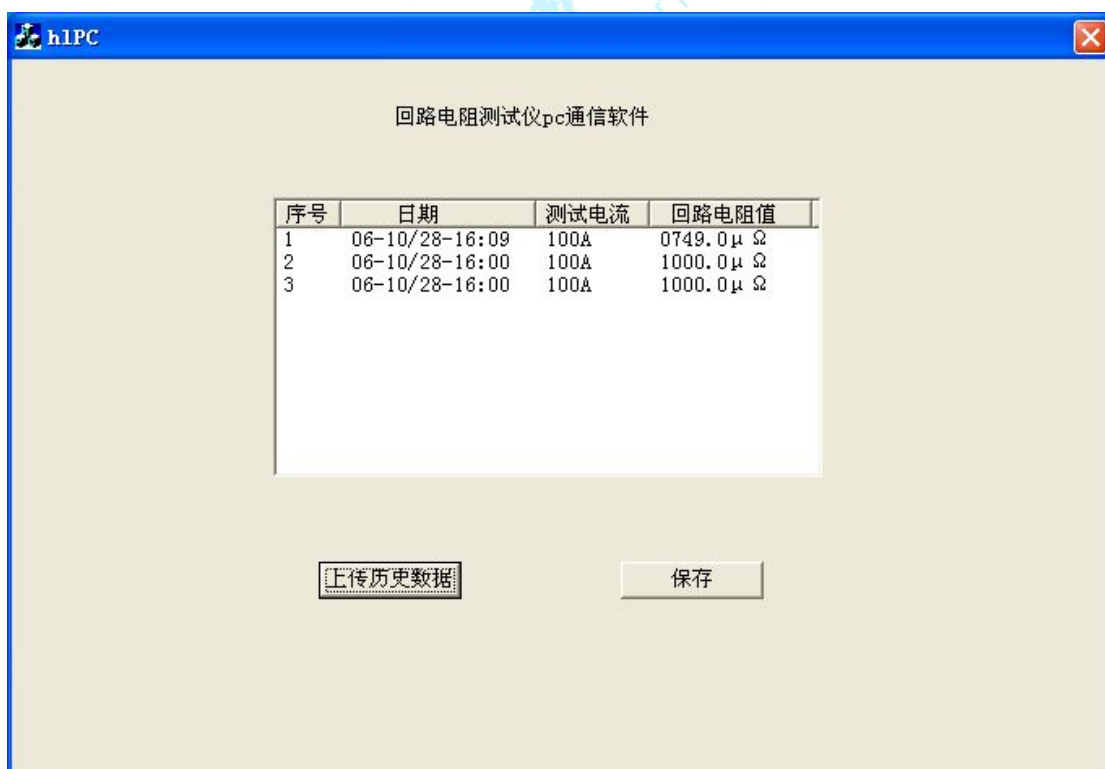 hlPC
回路电阻测试仪pc通信软件
序号 日期 测试电流 回路电阻值
1 06-10/28-16:09 100A 0749.0μΩ
2 06-10/28-16:00 100A 1000.0μΩ
3 06-10/28-16:00 100A 1000.0μΩ
上传历史数据 保存